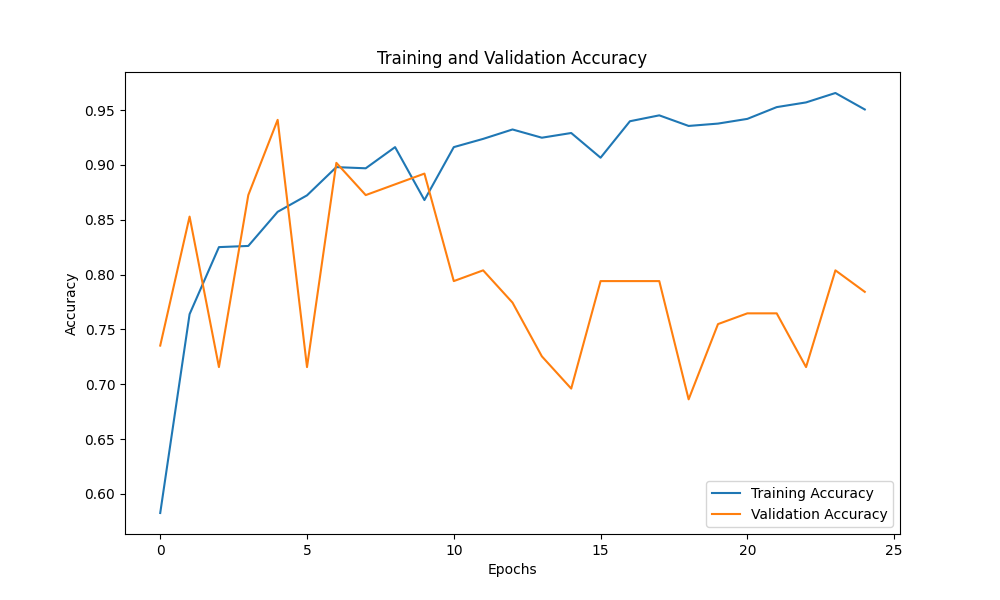 Training and Validation Accuracy
Accuracy
0.95
0.90
0.85
0.80
0.75
0.70
0.65
0.60
0 5 10 15 20 25
Epochs
Training Accuracy
Validation Accuracy